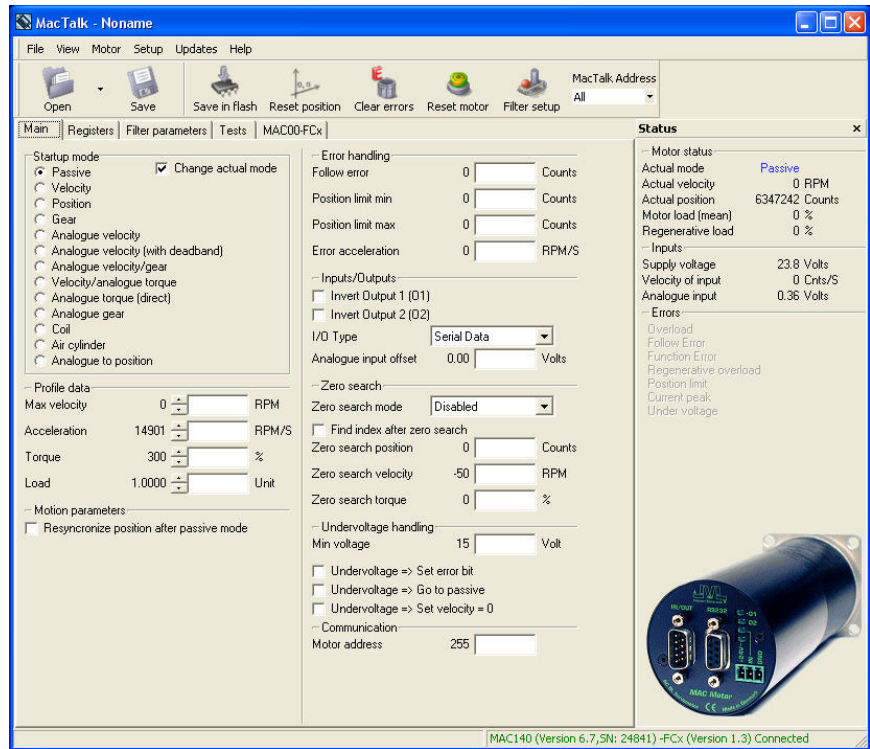 MacTalk - Noname
File View Motor Setup Updates Help
Open Save Save in flash Reset position Clear errors Reset motor Filter setup
MacTalk Address
All
Main Registers Filter parameters Tests MAC00-FCx
Startup mode
Change actual mode
Passive
Velocity
Position
Gear
Analogue velocity
Analogue velocity (with deadband)
Analogue velocity/gear
Velocity/analogue torque
Analogue torque (direct)
Analogue gear
Coil
Air cylinder
Analogue to position
Profile data
Max velocity 0 RPM
Acceleration 14901 RPM/S
Torque 300 %
Load 1.0000 Unit
Motion parameters
Resyncronize position after passive mode
Error handling
Follow error 0 Counts
Position limit min 0 Counts
Position limit max 0 Counts
Error acceleration 0 RPM/S
Inputs/Outputs
Invert Output 1 (O1)
Invert Output 2 (O2)
I/O Type Serial Data
Analogue input offset 0.00 Volts
Zero search
Zero search mode Disabled
Find index after zero search
Zero search position 0 Counts
Zero search velocity -50 RPM
Zero search torque 0 %
Undervoltage handling
Min voltage 15 Volt
Undervoltage => Set error bit
Undervoltage => Go to passive
Undervoltage => Set velocity = 0
Communication
Motor address 255
Status x
Motor status
Actual mode Passive
Actual velocity 0 RPM
Actual position 6347242 Counts
Motor load (mean) 0 %
Regenerative load 0 %
Inputs
Supply voltage 23.8 Volts
Velocity of input 0 Cnts/S
Analogue input 0.36 Volts
Errors
Overload
Follow Error
Function Error
Regenerative overload
Position limit
Current peak
Under voltage
JVL
IN/OUT RS232
O1
O2
+24V
IN
GND
MAC Motor
CE
MAC140 (Version 6.7,SN: 24841) -FCx (Version 1.3) Connected